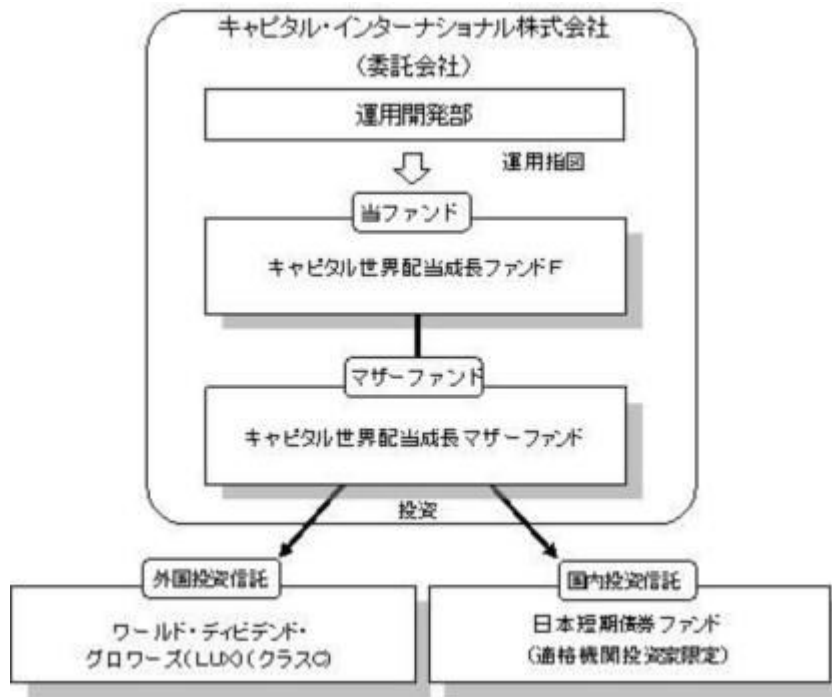 キャピタル・インターナショナル株式会社
(委託会社)
運用開発部
運用指図
当ファンド
キャピタル世界配当成長ファンドF
マザーファンド
キャピタル世界配当成長マザーファンド
投資
外国投資信託
ワールド・ディビデンド・
グロワーズ(LUX)(クラスC)
国内投資信託
日本短期債券ファンド
(適格機関投資家限定)